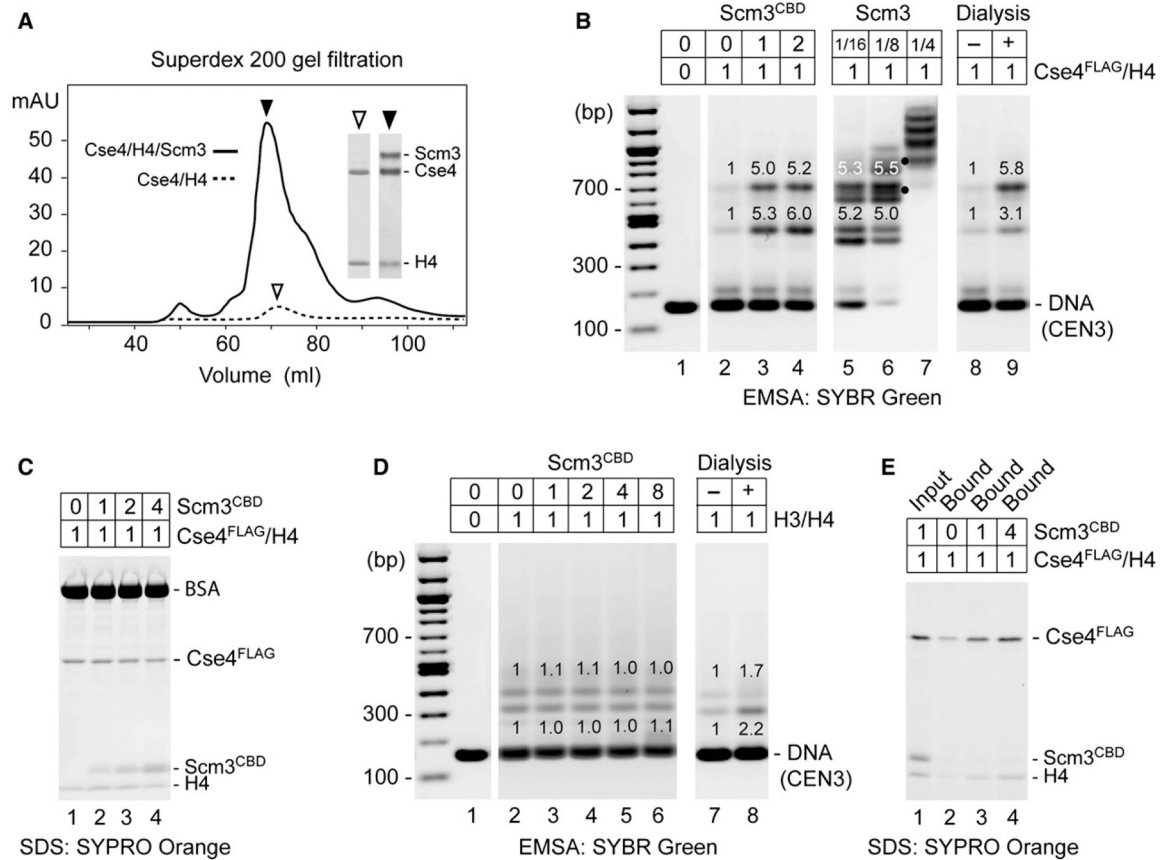 A
Superdex 200 gel filtration
mAU
50
40
30
20
10
0
Cse4/H4/Scm3
Cse4/H4
Scm3
Cse4
H4
40 60 80 100
Volume (ml)
B
Scm3CBD Scm3 Dialysis
0 0 1 2 1/16 1/8 1/4 – +
0 1 1 1 1 1 1 1 1 Cse4FLAG/H4
(bp)
1 5.0 5.2 5.3 5.5 1 5.8
700 -
1 5.3 6.0 5.2 5.0 1 3.1
300 -
- DNA
(CEN3)
100 -
1 2 3 4 5 6 7 8 9
EMSA: SYBR Green
C
0 1 2 4 Scm3CBD
1 1 1 1 Cse4FLAG/H4
- BSA
- Cse4FLAG
- Scm3CBD
- H4
1 2 3 4
SDS: SYPRO Orange
D
Scm3CBD Dialysis
0 0 1 2 4 8 – +
0 1 1 1 1 1 1 1 H3/H4
(bp)
700 -
1 1.1 1.1 1.0 1.0 1 1.7
300 -
1 1.0 1.0 1.0 1.1 1 2.2
- DNA
(CEN3)
100 -
1 2 3 4 5 6 7 8
EMSA: SYBR Green
E
Input Bound Bound Bound
1 0 1 4 Scm3CBD
1 1 1 1 Cse4FLAG/H4
- Cse4FLAG
- Scm3CBD
- H4
1 2 3 4
SDS: SYPRO Orange